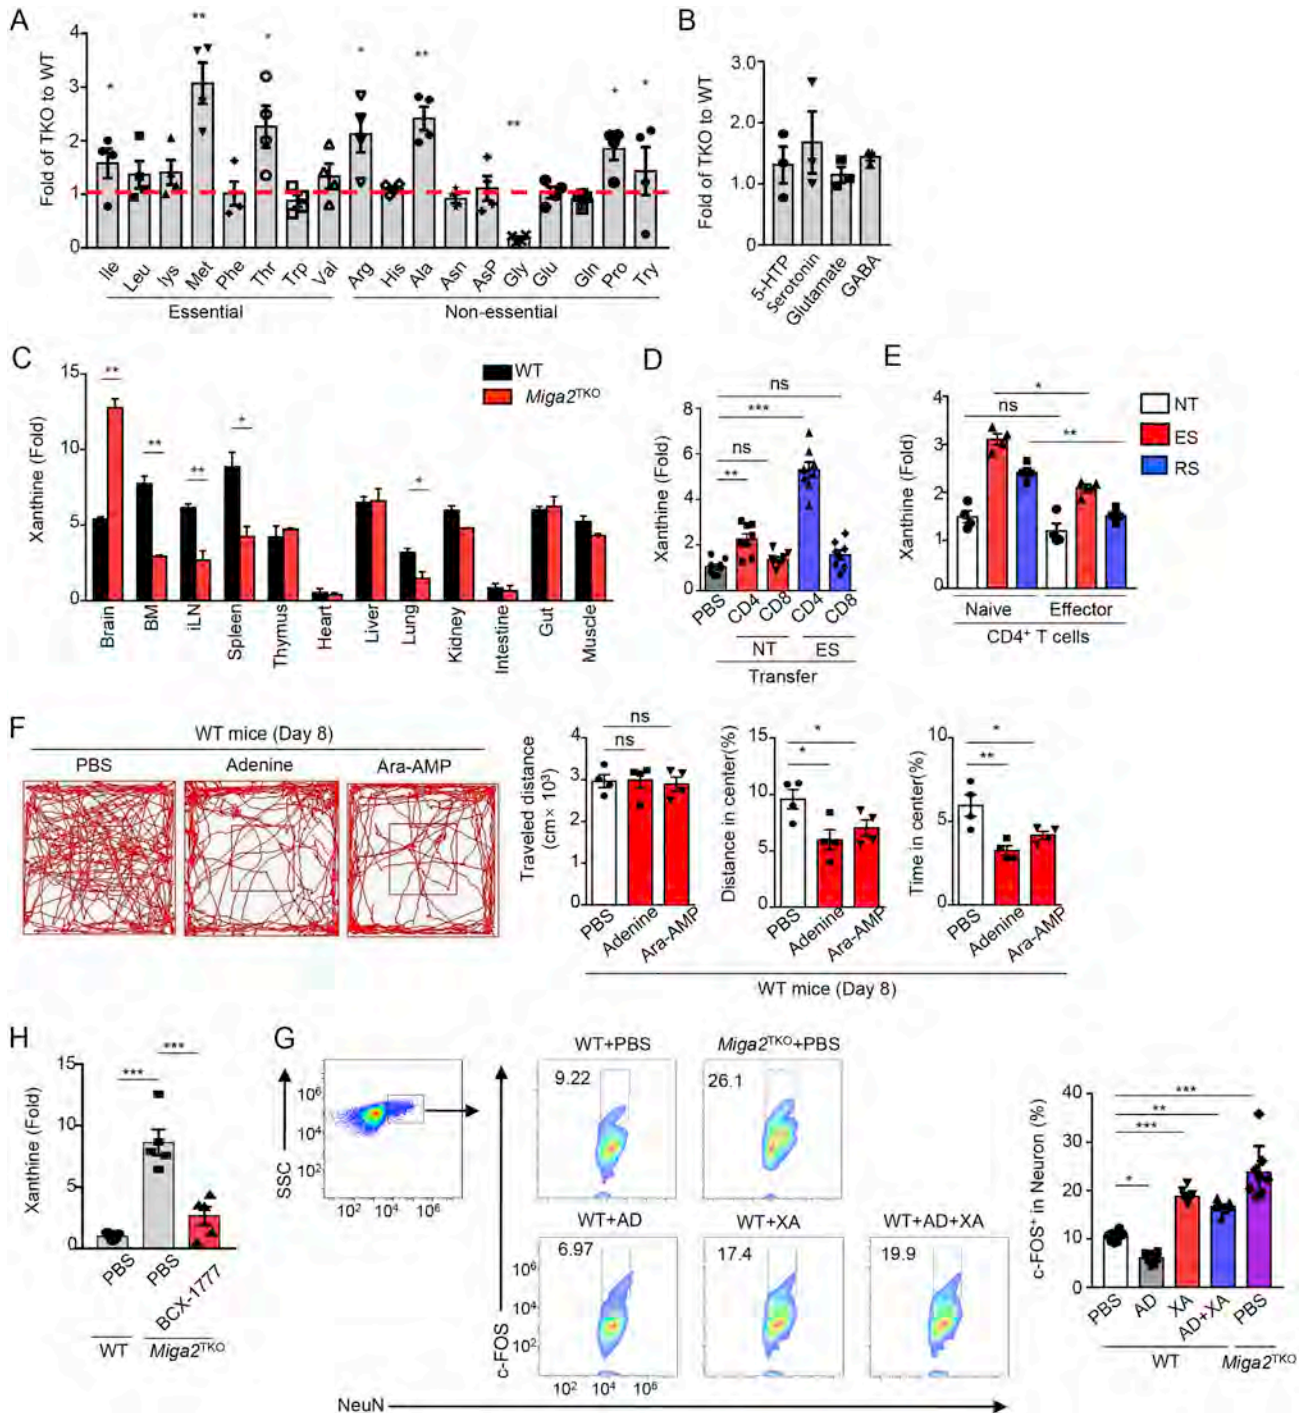 A
Fold of TKO to WT
4
3
2
1
0
** * * ** ** * *
*
Ile Leu lys Met Phe Thr Trp Val Arg His Ala Asn AsP Gly Glu Gln Pro Try
Essential Non-essential
B
Fold of TKO to WT
3.0
2.0
1.0
0
5-HTP Serotonin Glutamate GABA
C
Xanthine (Fold)
15
10
5
0
** ** ** * *
WT
Miga2TKO
Brain BM iLN Spleen Thymus Heart Liver Lung Kidney Intestine Gut Muscle
D
Xanthine (Fold)
8
6
4
2
0
ns
***
ns
**
PBS CD4 CD8 CD4 CD8
NT ES
Transfer
E
Xanthine (Fold)
4
3
2
1
0
*
ns
**
NT
ES
RS
Naive Effector
CD4+ T cells
F
WT mice (Day 8)
PBS Adenine Ara-AMP
Traveled distance
(cm× 10³)
4
3
2
1
0
ns
ns
PBS Adenine Ara-AMP
Distance in center(%)
15
10
5
0
*
*
PBS Adenine Ara-AMP
Time in center(%)
10
5
0
*
**
PBS Adenine Ara-AMP
WT mice (Day 8)
H
Xanthine (Fold)
15
10
5
0
***
***
PBS PBS BCX-1777
WT Miga2TKO
G
SSC
10⁶
10⁴
10²
10² 10⁴ 10⁶
WT+PBS Miga2TKO+PBS
9.22 26.1
WT+AD WT+XA WT+AD+XA
6.97 17.4 19.9
10⁶
10⁴
10²
10² 10⁴ 10⁶
c-FOS
NeuN
c-FOS+ in Neuron (%)
40
30
20
10
0
***
**
***
*
PBS AD XA AD+XA PBS
WT Miga2TKO